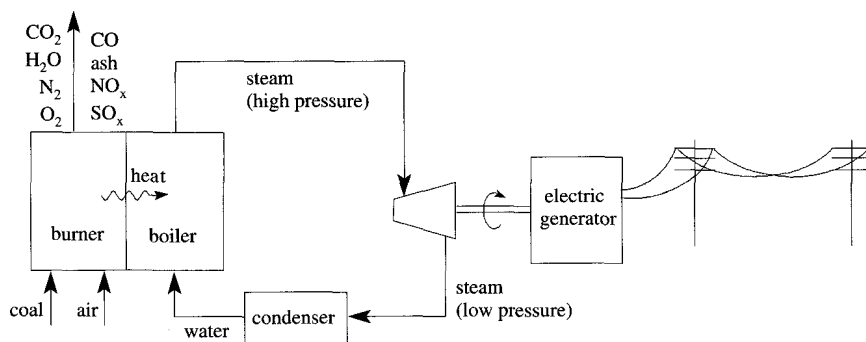 CO₂
H₂O
N₂
O₂
CO
ash
NOₓ
SOₓ
steam
(high pressure)
heat
burner
boiler
electric
generator
coal
air
water
condenser
steam
(low pressure)